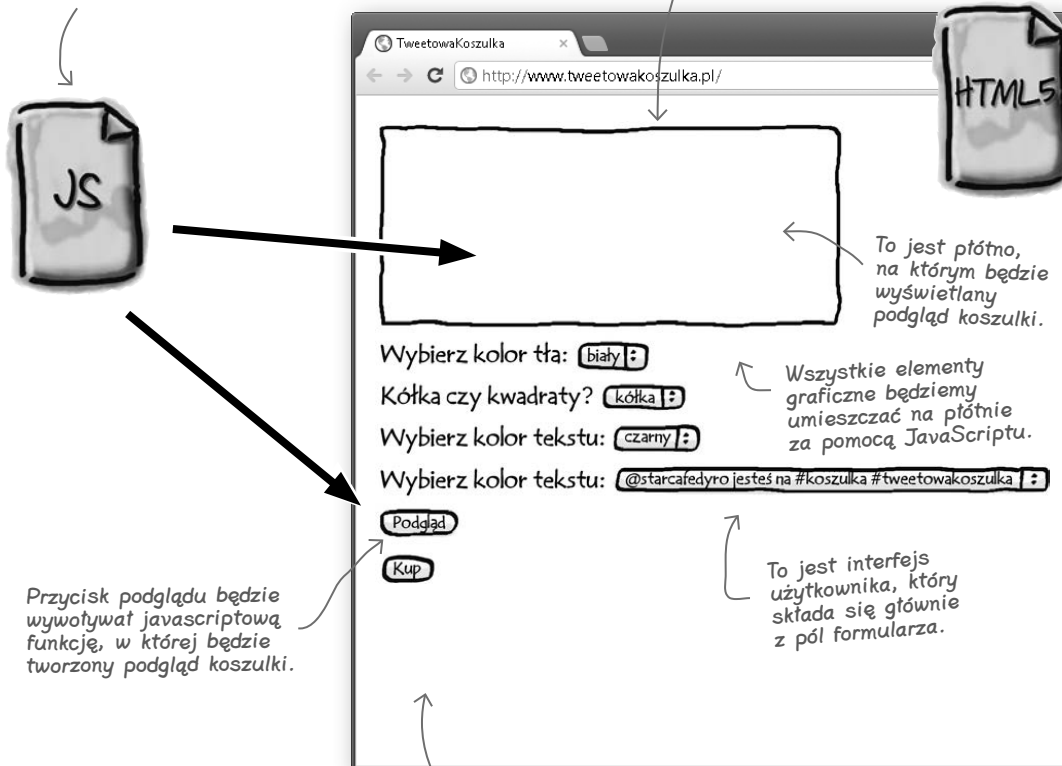 TweetowaKoszulka
http://www.tweetowakoszulka.pl/
HTML5
JS
To jest płótno,
na którym będzie
wyświetlany
podgląd koszulki.
Wybierz kolor tła: biały
Wszystkie elementy
graficzne będziemy
umieszczać na płótnie
za pomocą JavaScriptu.
Kółka czy kwadraty? kółka
Wybierz kolor tekstu: czarny
Wybierz kolor tekstu: @starcafedyro jesteś na #koszulka #tweetowakoszulka
Podgląd
Kup
To jest interfejs
użytkownika, który
składa się głównie
z pól formularza.
Przycisk podglądu będzie
wywoływał javascriptową
funkcję, w której będzie
tworzony podgląd koszulki.